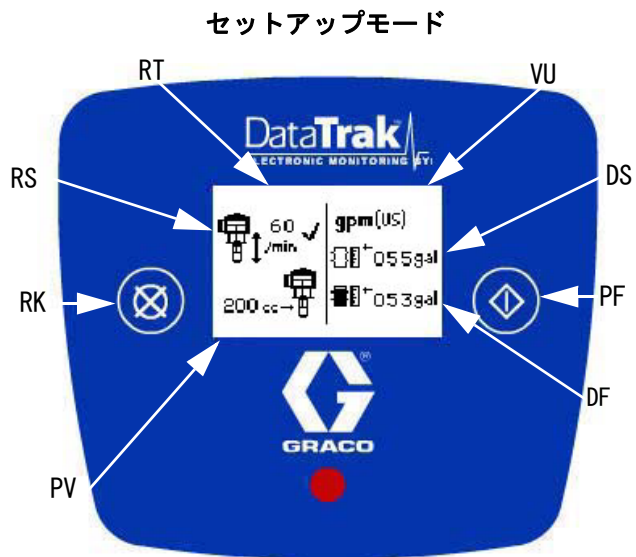 セットアップモード
RT
VU
RS
DS
RK
PF
DF
PV
DataTrak
ELECTRONIC MONITORING SY
60
/min
200 cc→
gpm(US)
055gal
053gal
GRACO
®